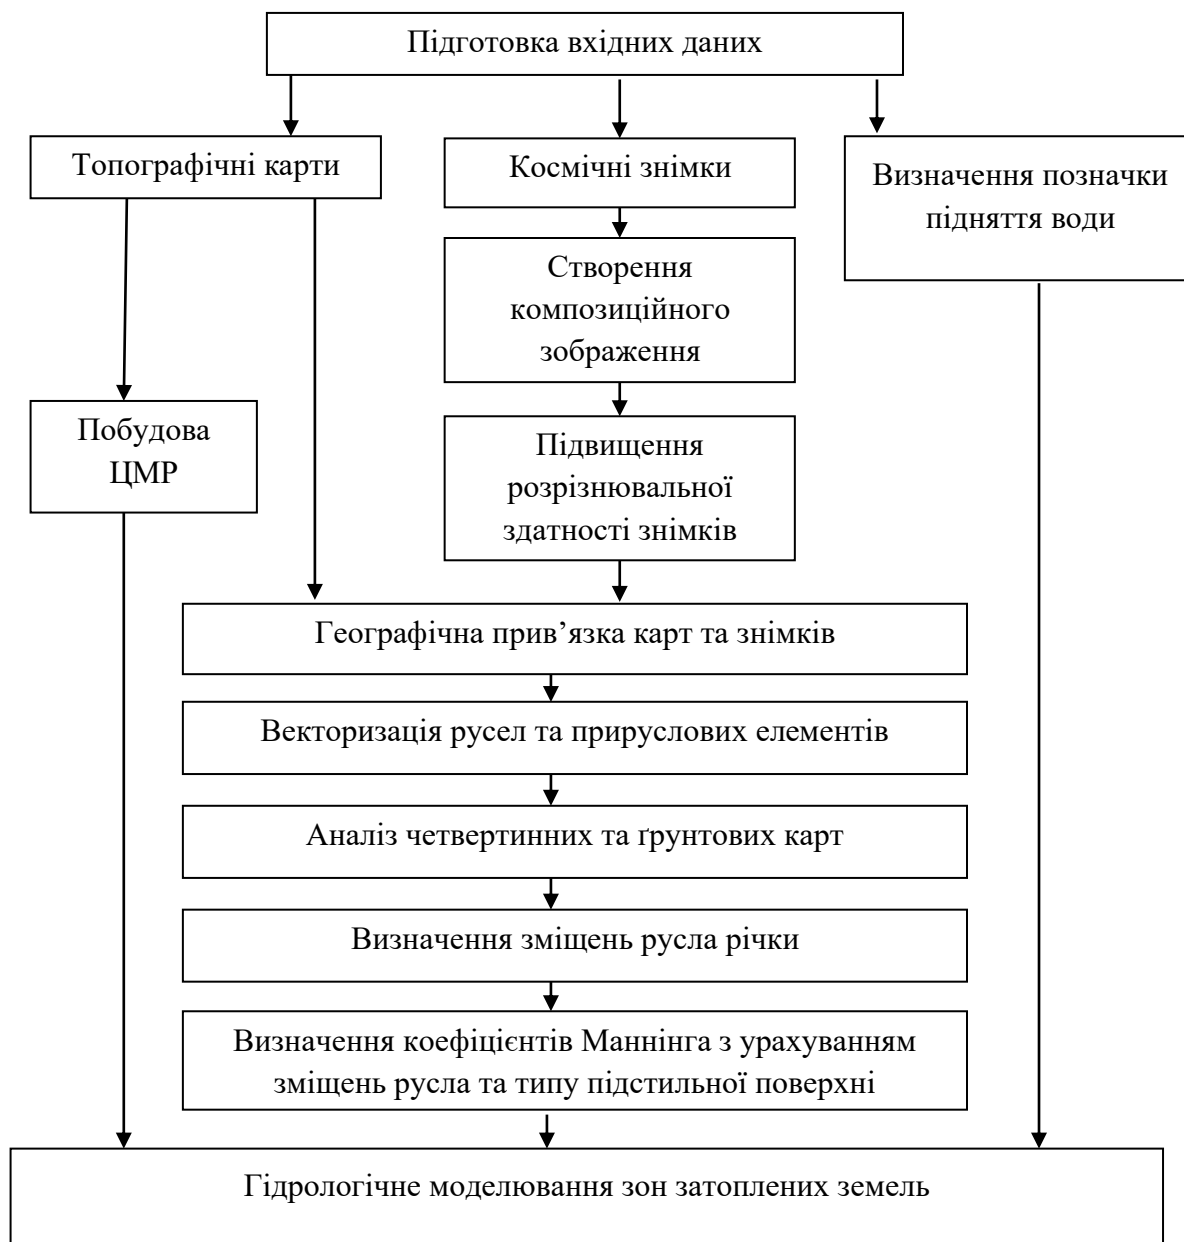 Підготовка вхідних даних
Топографічні карти
Космічні знімки
Визначення позначки
підняття води
Створення
композиційного
зображення
Побудова
ЦМР
Підвищення
розрізнювальної
здатності знімків
Географічна прив’язка карт та знімків
Векторизація русел та прируслових елементів
Аналіз четвертинних та ґрунтових карт
Визначення зміщень русла річки
Визначення коефіцієнтів Маннінга з урахуванням
зміщень русла та типу підстильної поверхні
Гідрологічне моделювання зон затоплених земель